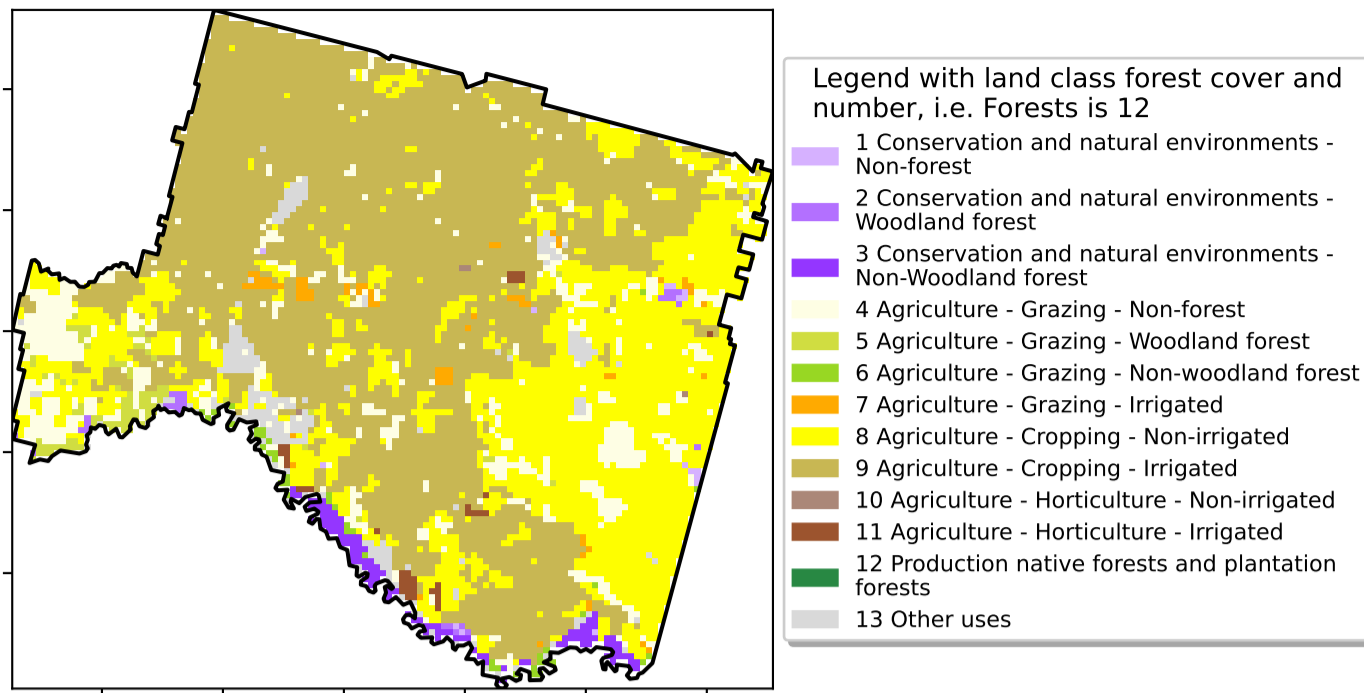 Legend with land class forest cover and
number, i.e. Forests is 12
1 Conservation and natural environments -
Non-forest
2 Conservation and natural environments -
Woodland forest
3 Conservation and natural environments -
Non-Woodland forest
4 Agriculture - Grazing - Non-forest
5 Agriculture - Grazing - Woodland forest
6 Agriculture - Grazing - Non-woodland forest
7 Agriculture - Grazing - Irrigated
8 Agriculture - Cropping - Non-irrigated
9 Agriculture - Cropping - Irrigated
10 Agriculture - Horticulture - Non-irrigated
11 Agriculture - Horticulture - Irrigated
12 Production native forests and plantation
forests
13 Other uses